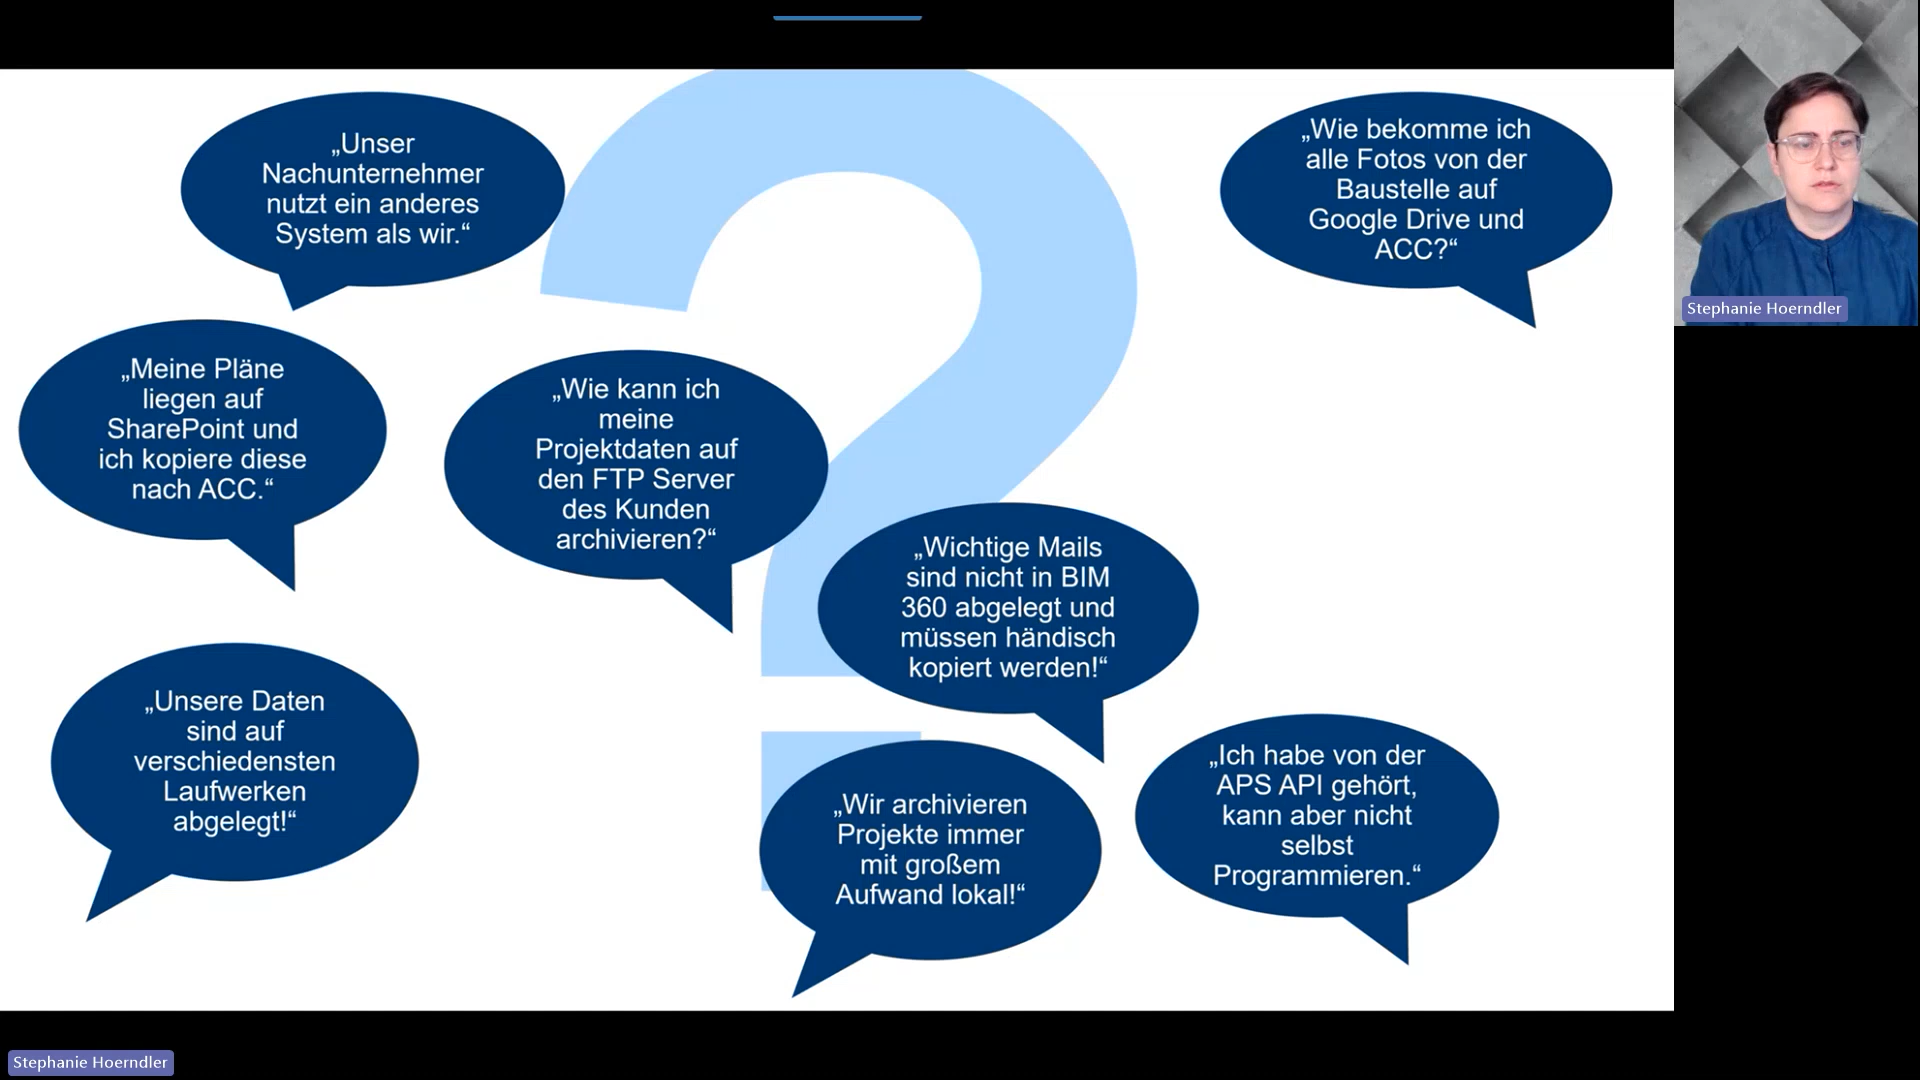 „Unser
Nachunternehmer
nutzt ein anderes
System als wir.“
„Wie bekomme ich
alle Fotos von der
Baustelle auf
Google Drive und
ACC?“
Stephanie Hoerndler
„Meine Pläne
liegen auf
SharePoint und
ich kopiere diese
nach ACC.“
„Wie kann ich
meine
Projektdaten auf
den FTP Server
des Kunden
archivieren?“
„Wichtige Mails
sind nicht in BIM
360 abgelegt und
müssen händisch
kopiert werden!“
„Unsere Daten
sind auf
verschiedensten
Laufwerken
abgelegt!“
„Wir archivieren
Projekte immer
mit großem
Aufwand lokal!“
„Ich habe von der
APS API gehört,
kann aber nicht
selbst
Programmieren.“
Stephanie Hoerndler